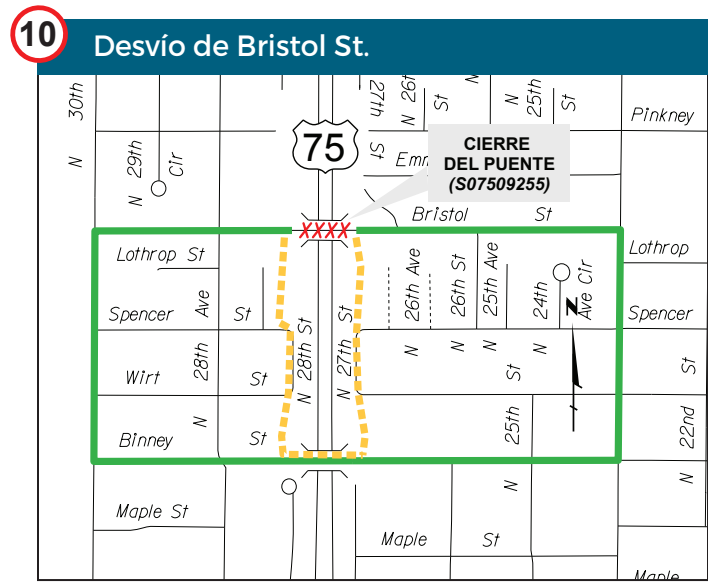 10
Desvío de Bristol St.
N 30th
N 29th
Cir
75
27th
St
N 26th
St
N
N 25th
St
Pinkney
CIERRE
DEL PUENTE
(S07509255)
Bristol St
XXXX
Lothrop St
Lothrop
Spencer St
Spencer
N 28th Ave
N 28th St
N 27th St
N 26th Ave
N 26th St
N 25th Ave
N 24th
Ave Cir
N
Wirt St
N 25th
St
Binney St
N 22nd
St
Maple St
Maple St
Maple